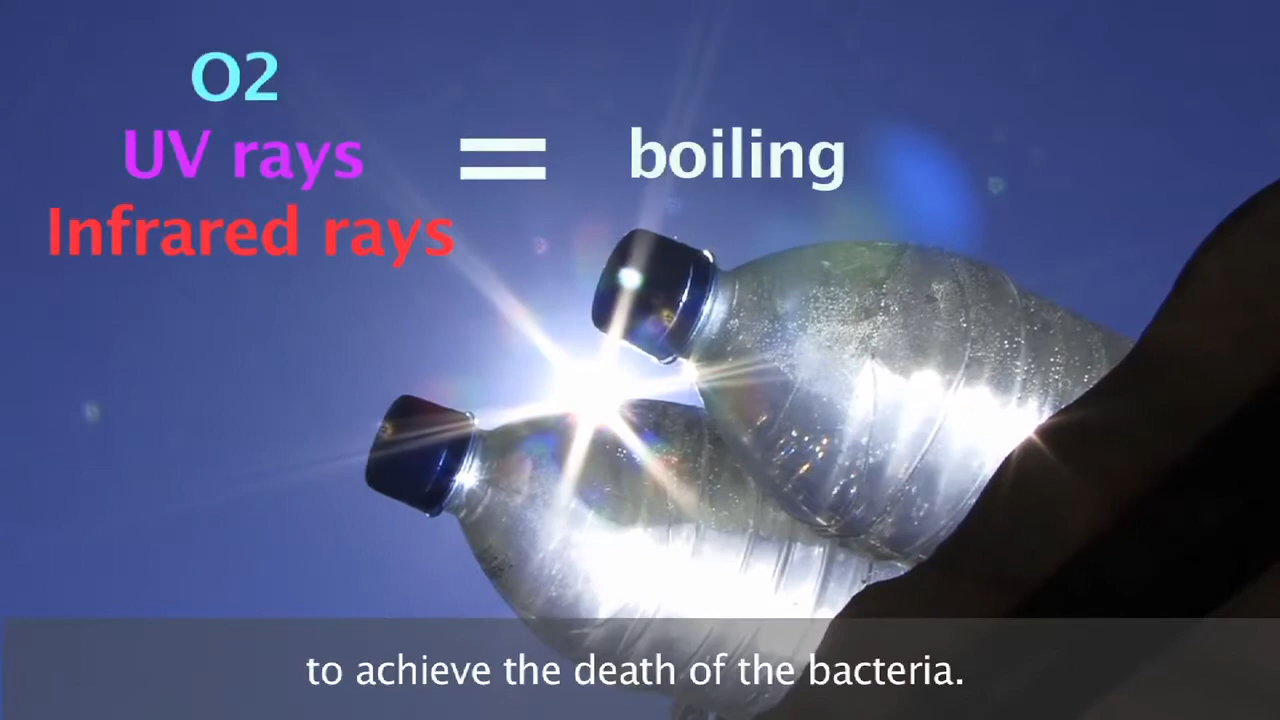 O2
UV rays = boiling
Infrared rays
to achieve the death of the bacteria.